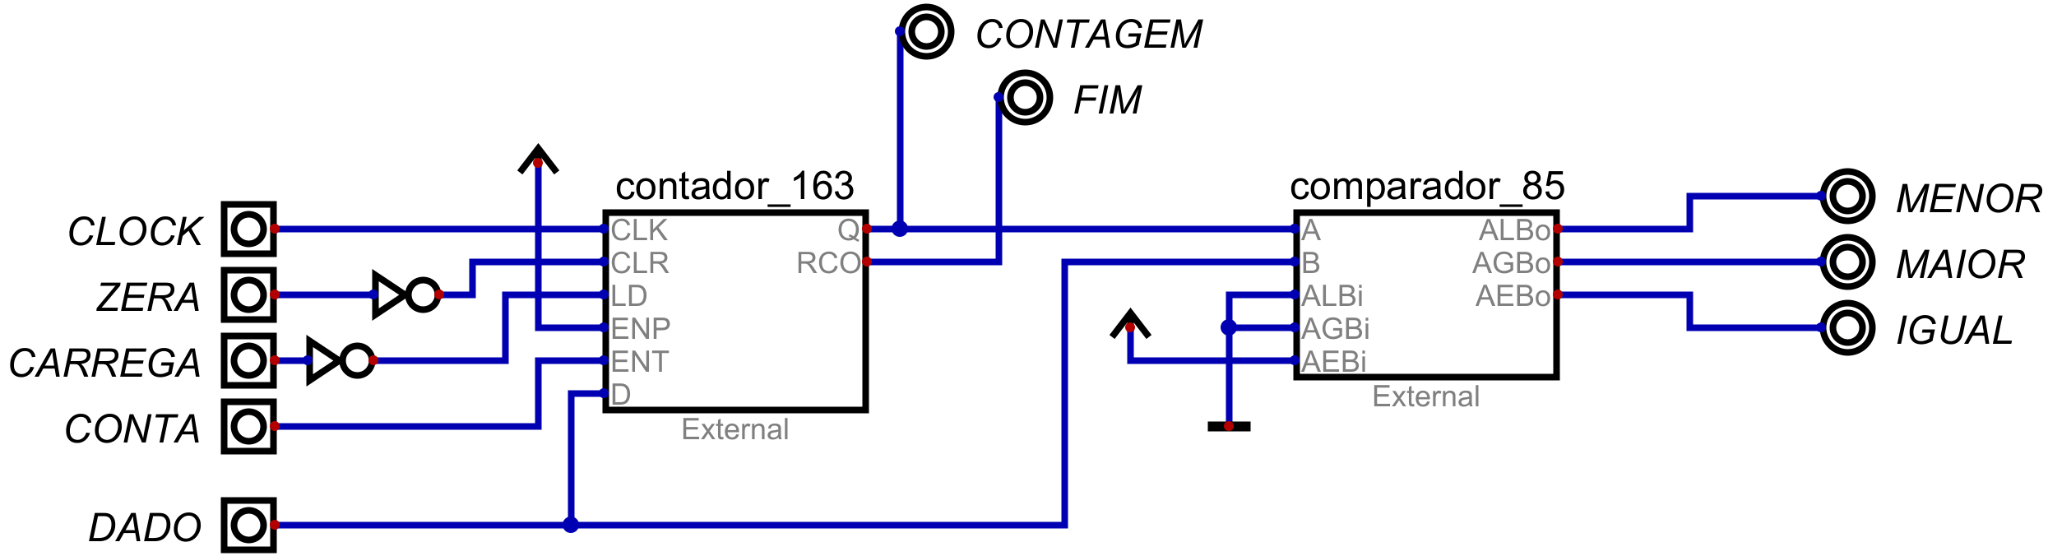 CONTAGEM
FIM
contador_163
comparador_85
CLOCK
ZERA
CARREGA
CONTA
DADO
CLK
CLR
LD
ENP
ENT
D
Q
RCO
External
A
B
ALBi
AGBi
AEBi
ALBo
AGBo
AEBo
External
MENOR
MAIOR
IGUAL